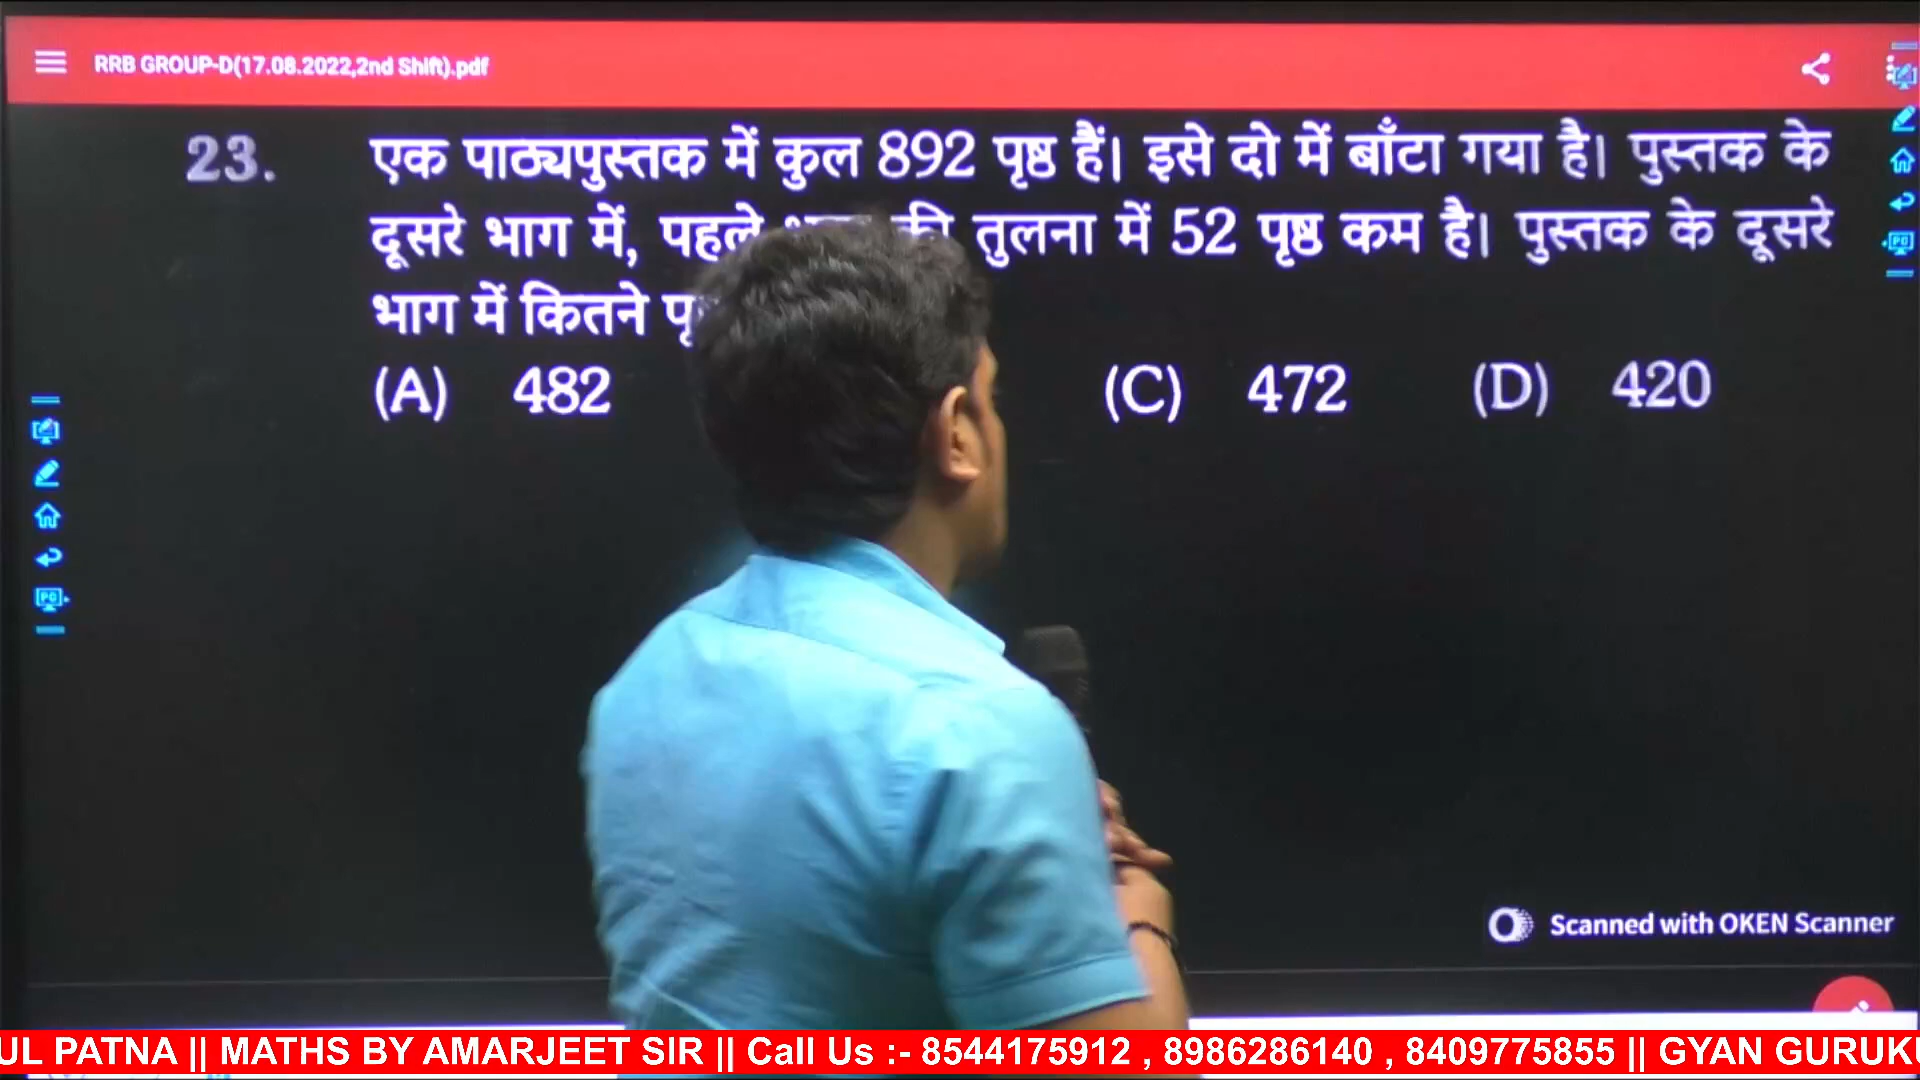 RRB GROUP-D(17.08.2022,2nd Shift).pdf
23. एक पाठ्यपुस्तक में कुल 892 पृष्ठ हैं। इसे दो में बाँटा गया है। पुस्तक के
दूसरे भाग में, पहले की तुलना में 52 पृष्ठ कम है। पुस्तक के दूसरे
भाग में कितने
(A) 482 (C) 472 (D) 420
Scanned with OKEN Scanner
UL PATNA || MATHS BY AMARJEET SIR || Call Us :- 8544175912 , 8986286140 , 8409775855 || GYAN GURUKU